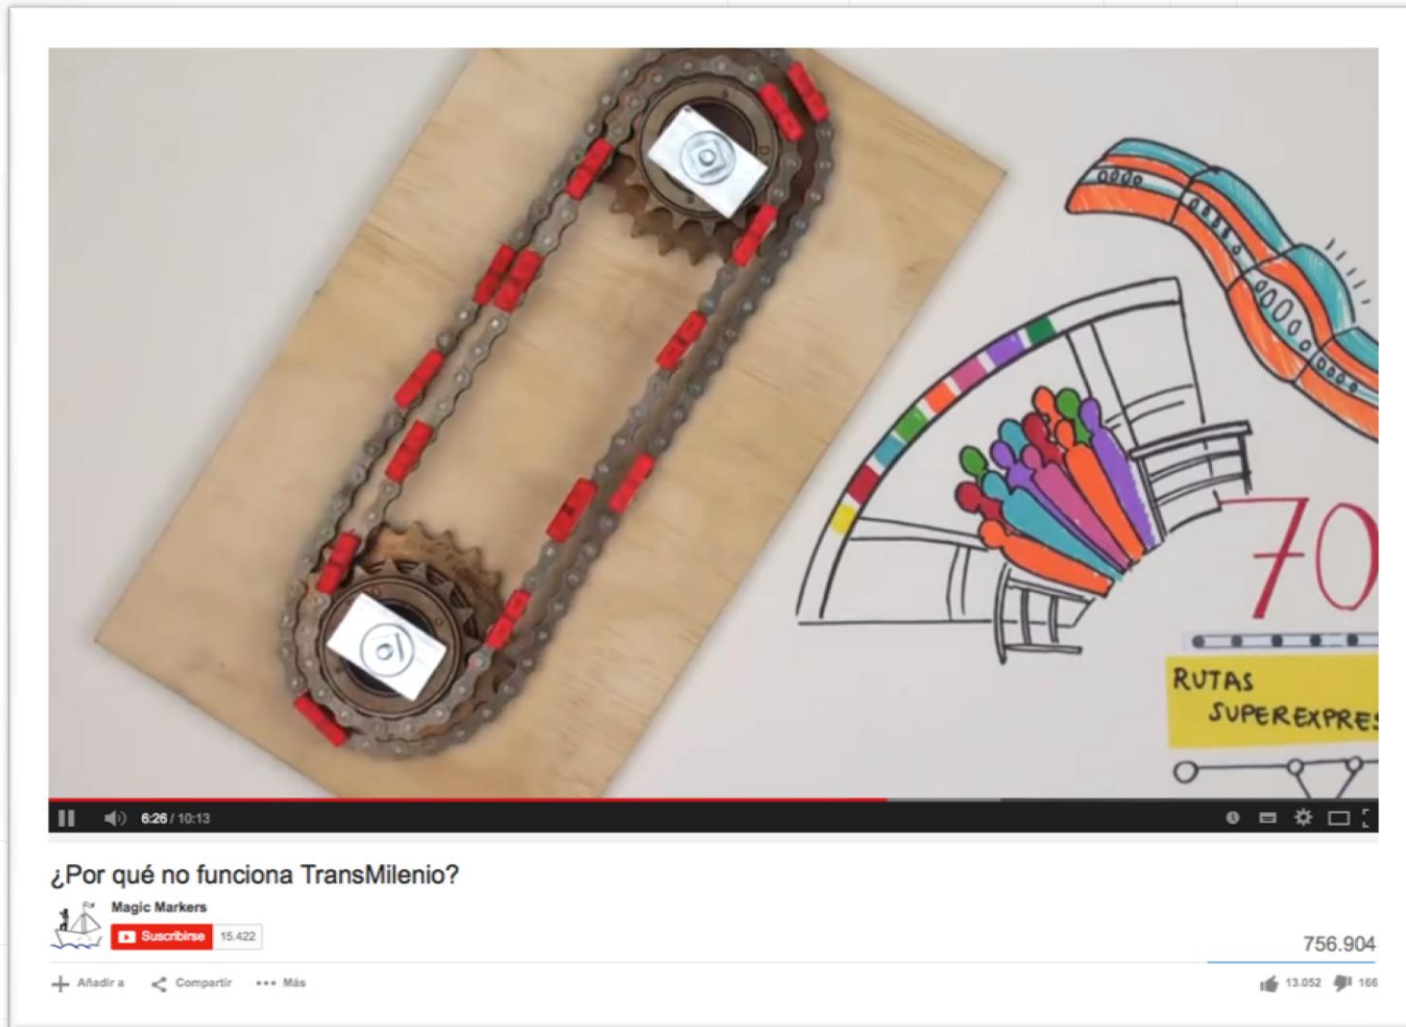 70
RUTAS
SUPEREXPRES
6:26 / 10:13
¿Por qué no funciona TransMilenio?
Magic Markers
Suscribirse 15.422
756.904
Añadir a Compartir Más
13.052 166